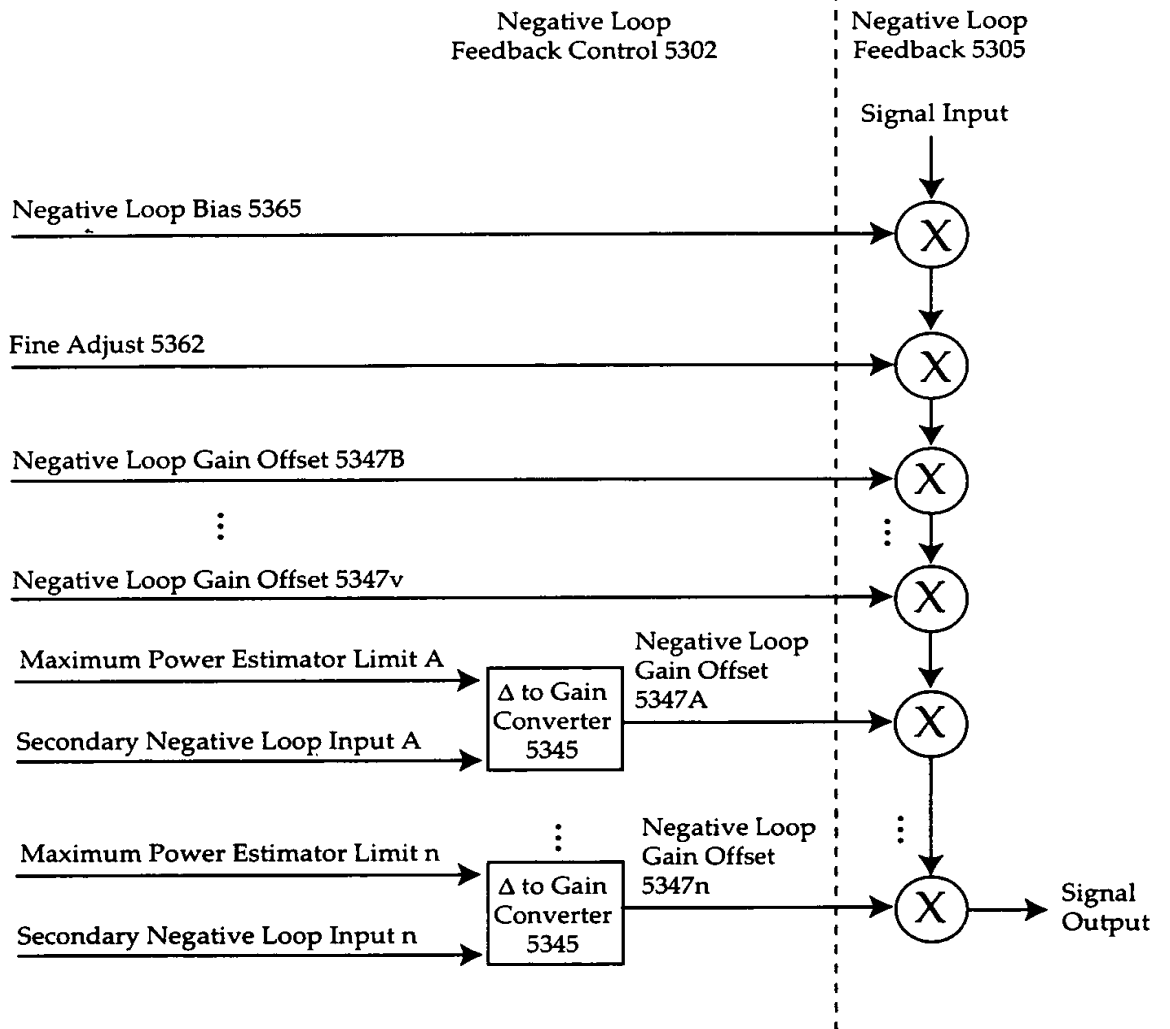 Negative Loop
Feedback Control 5302
Negative Loop
Feedback 5305
Signal Input
Negative Loop Bias 5365
X
Fine Adjust 5362
X
Negative Loop Gain Offset 5347B
X
Negative Loop Gain Offset 5347v
X
Maximum Power Estimator Limit A
Secondary Negative Loop Input A
Δ to Gain
Converter
5345
Negative Loop
Gain Offset
5347A
X
Maximum Power Estimator Limit n
Secondary Negative Loop Input n
Δ to Gain
Converter
5345
Negative Loop
Gain Offset
5347n
X
Signal
Output